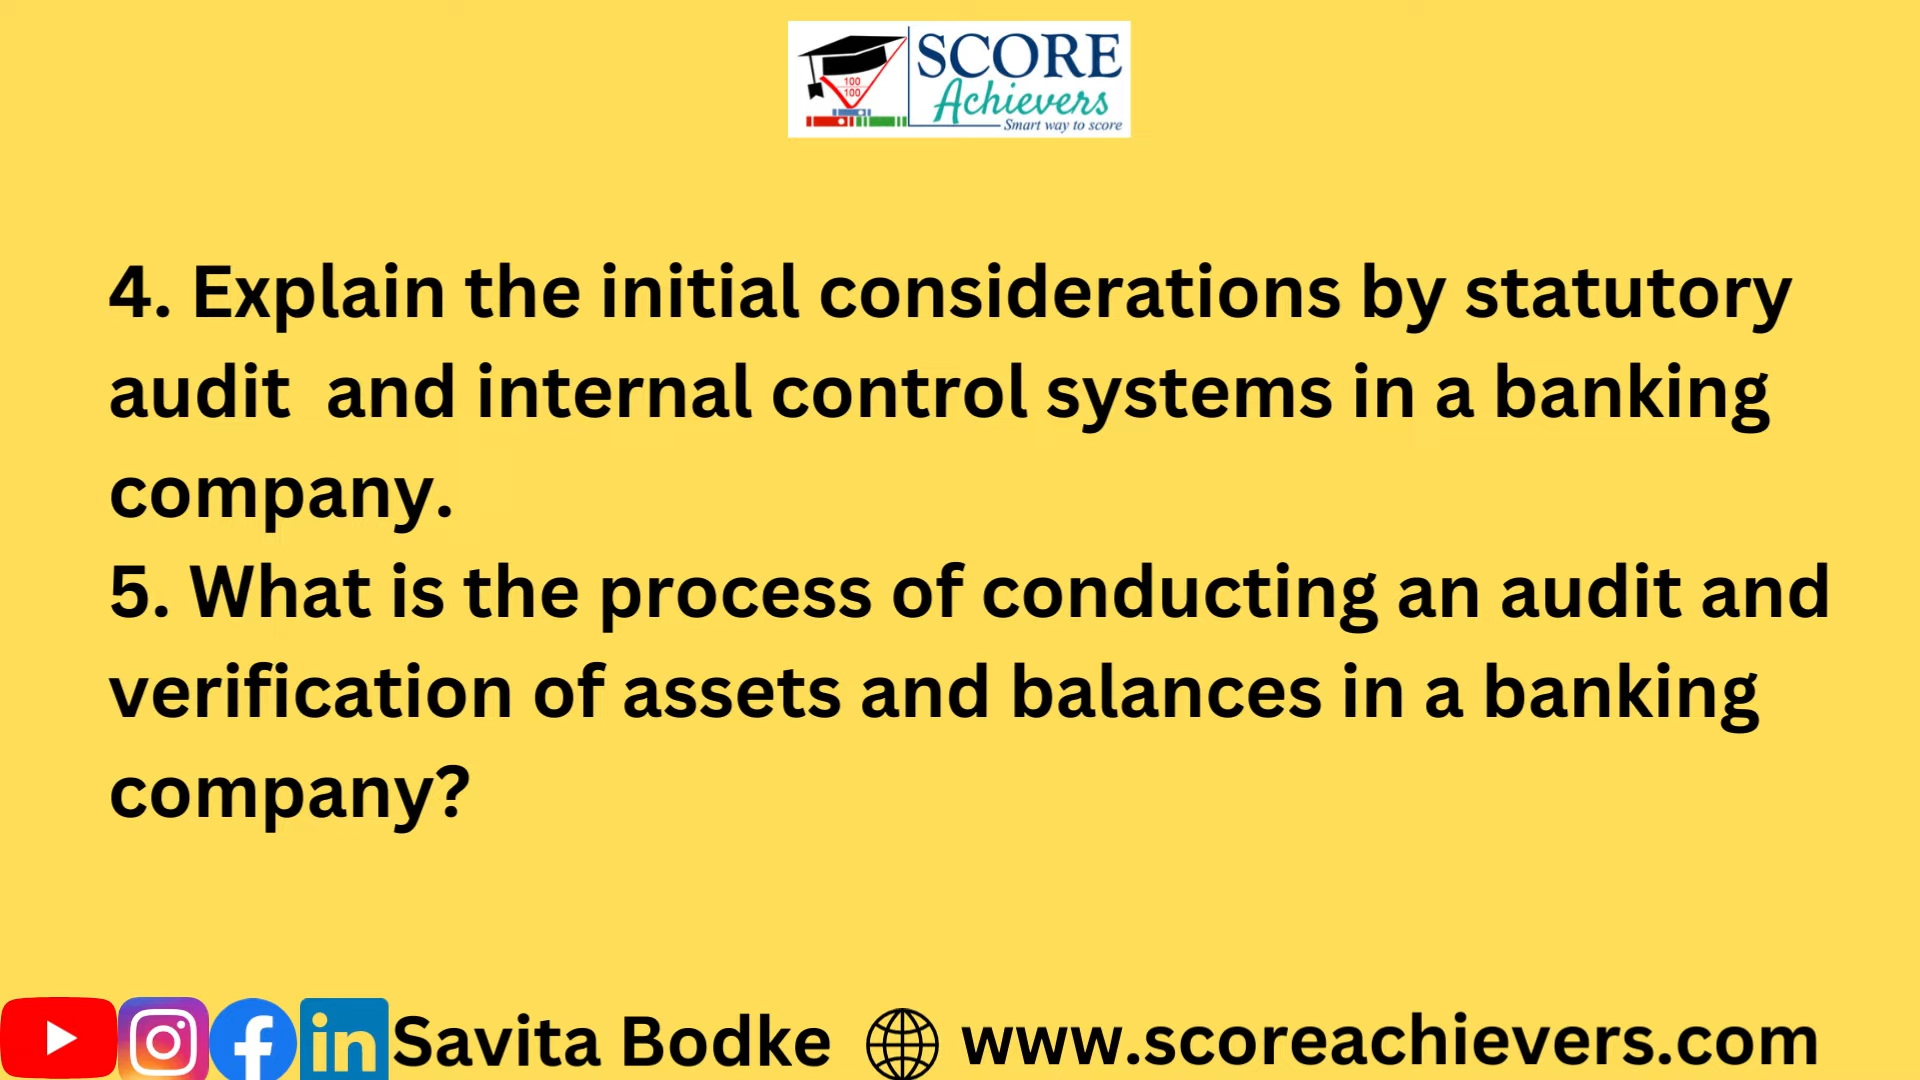 SCORE
Achievers
Smart way to score
100
100
4. Explain the initial considerations by statutory
audit  and internal control systems in a banking
company.
5. What is the process of conducting an audit and
verification of assets and balances in a banking
company?
in Savita Bodke www.scoreachievers.com